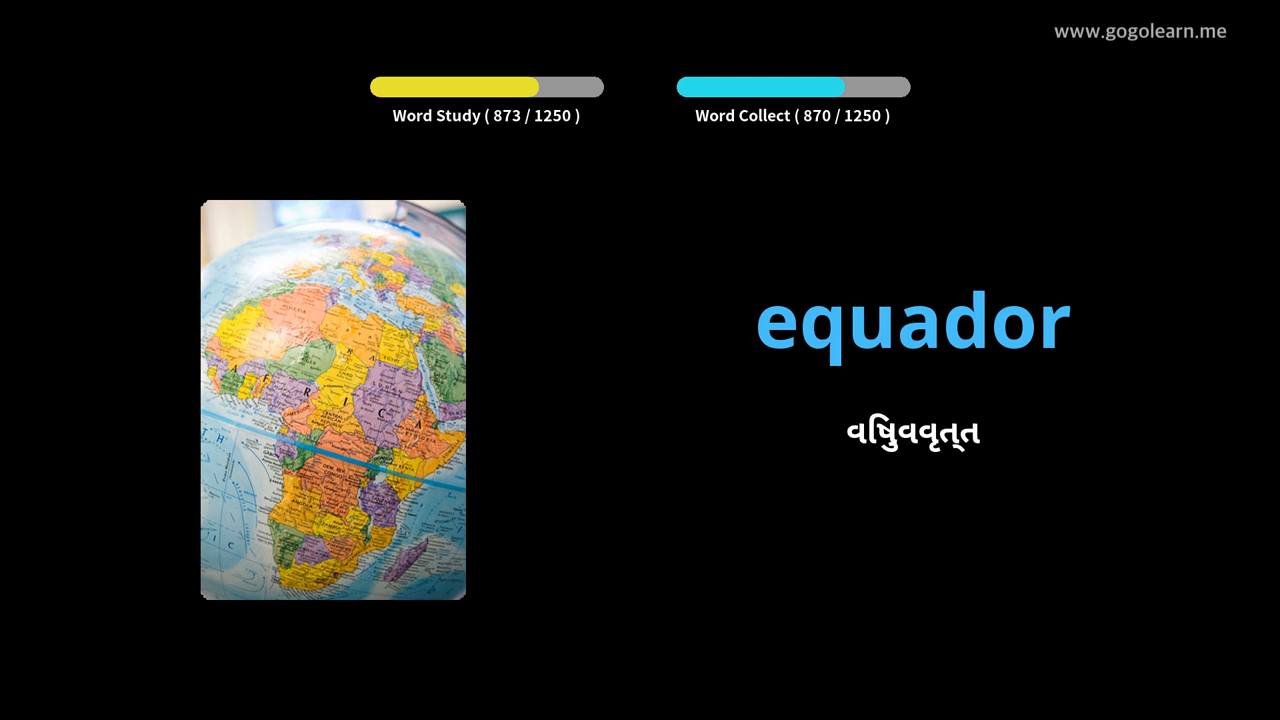 www.gogolearn.me
Word Study ( 873 / 1250 )
Word Collect ( 870 / 1250 )
equador
વિષુવવૃત્ત